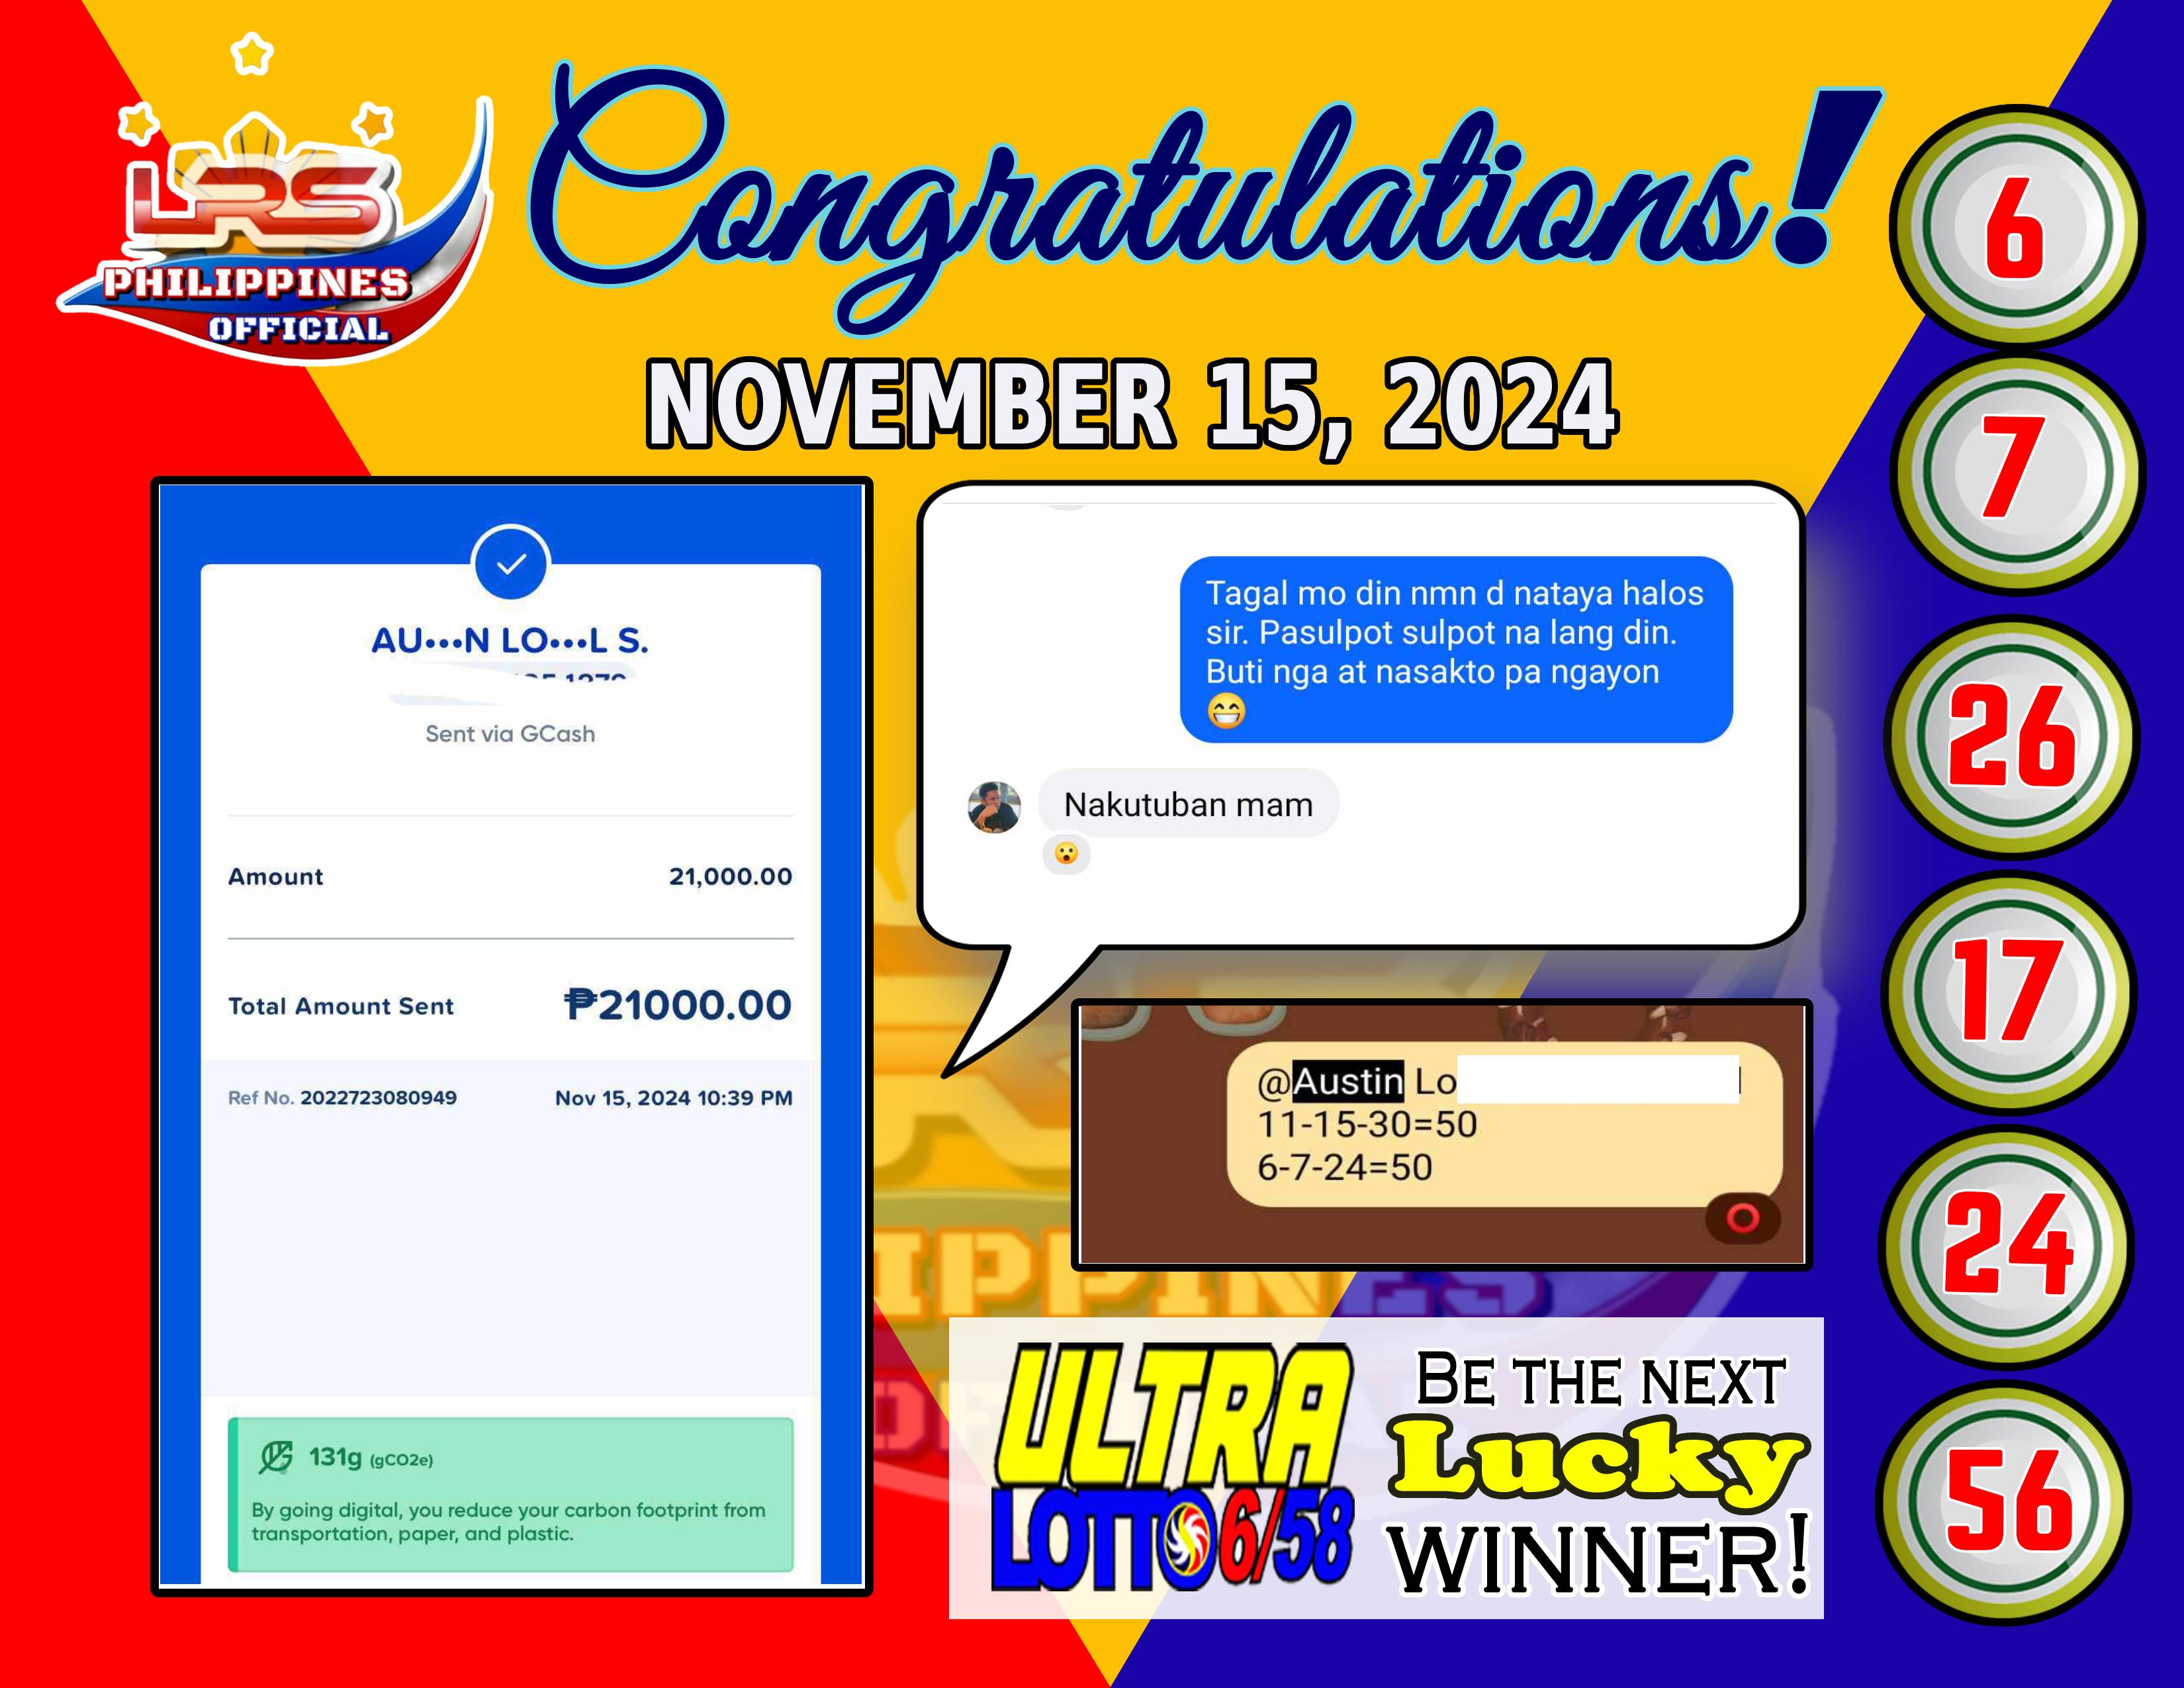 LRS
PHILIPPINES
OFFICIAL
Congratulations!
NOVEMBER 15, 2024
AU•••N LO•••L S.
Sent via GCash
Amount 21,000.00
Total Amount Sent ₱21000.00
Ref No. 2022723080949 Nov 15, 2024 10:39 PM
131g (gCO2e)
By going digital, you reduce your carbon footprint from
transportation, paper, and plastic.
Tagal mo din nmn d nataya halos
sir. Pasulpot sulpot na lang din.
Buti nga at nasakto pa ngayon
😁
Nakutuban mam
😮
@Austin Lo
11-15-30=50
6-7-24=50
ULTRA
LOTTO 6/58
BE THE NEXT
Lucky
WINNER!
6
7
26
17
24
56